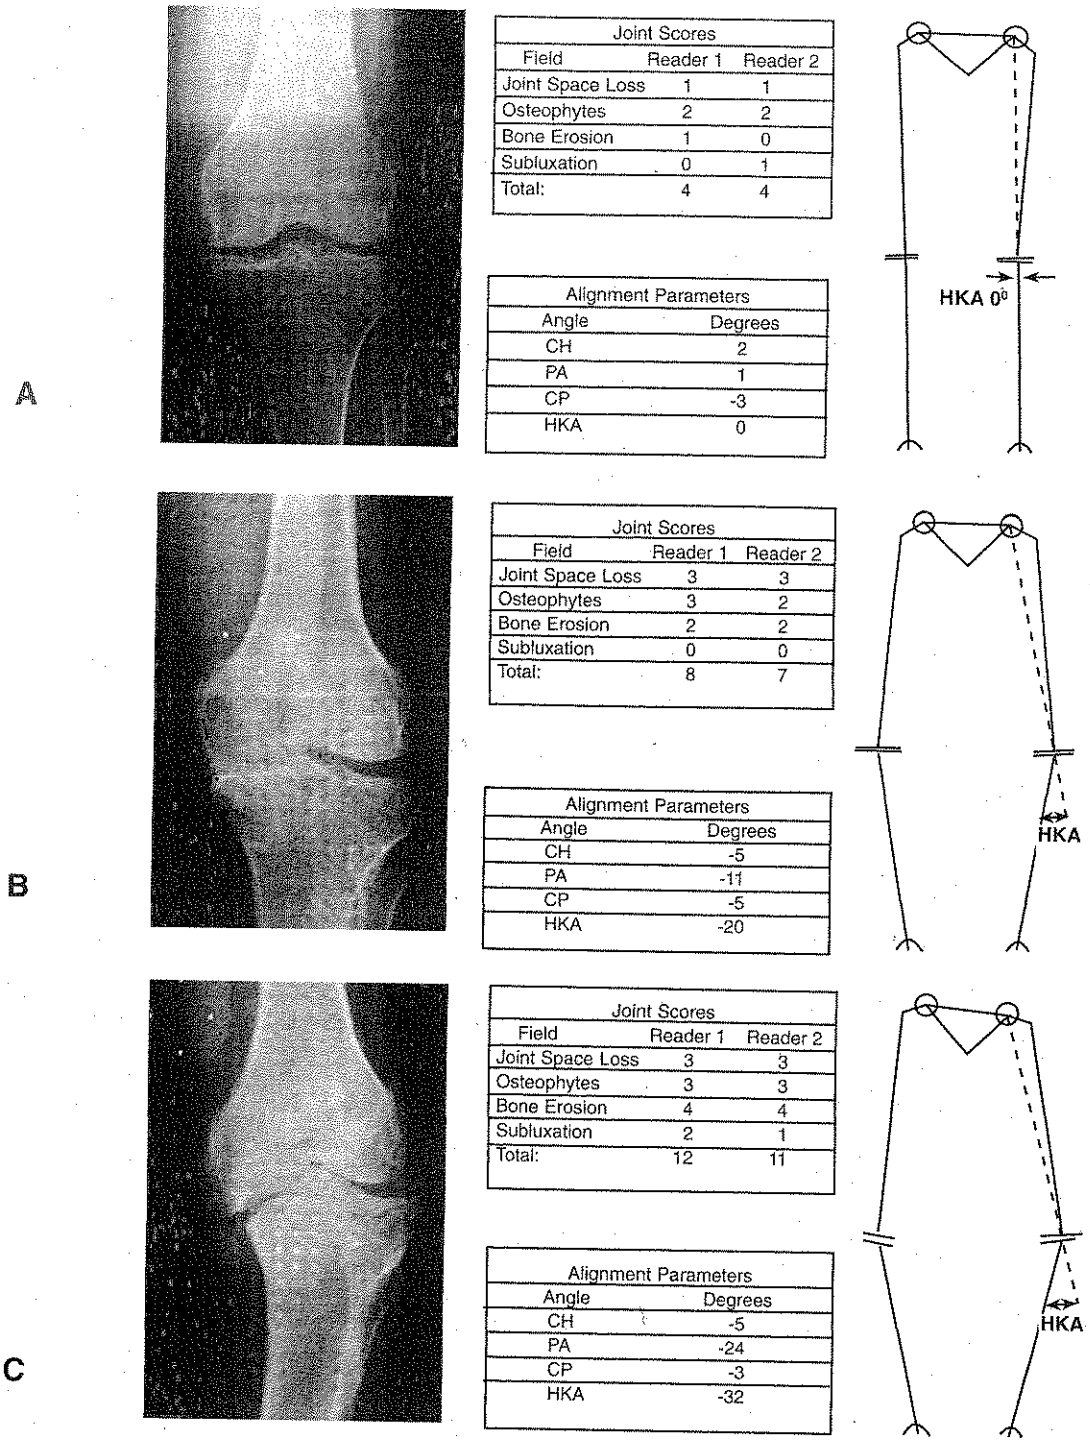 Joint Scores
Field Reader 1 Reader 2
Joint Space Loss 1 1
Osteophytes 2 2
Bone Erosion 1 0
Subluxation 0 1
Total: 4 4
HKA 0⁰
Alignment Parameters
Angle Degrees
CH 2
PA 1
CP -3
HKA 0
A
Joint Scores
Field Reader 1 Reader 2
Joint Space Loss 3 3
Osteophytes 3 2
Bone Erosion 2 2
Subluxation 0 0
Total: 8 7
HKA
Alignment Parameters
Angle Degrees
CH -5
PA -11
CP -5
HKA -20
B
Joint Scores
Field Reader 1 Reader 2
Joint Space Loss 3 3
Osteophytes 3 3
Bone Erosion 4 4
Subluxation 2 1
Total: 12 11
HKA
Alignment Parameters
Angle Degrees
CH -5
PA -24
CP -3
HKA -32
C